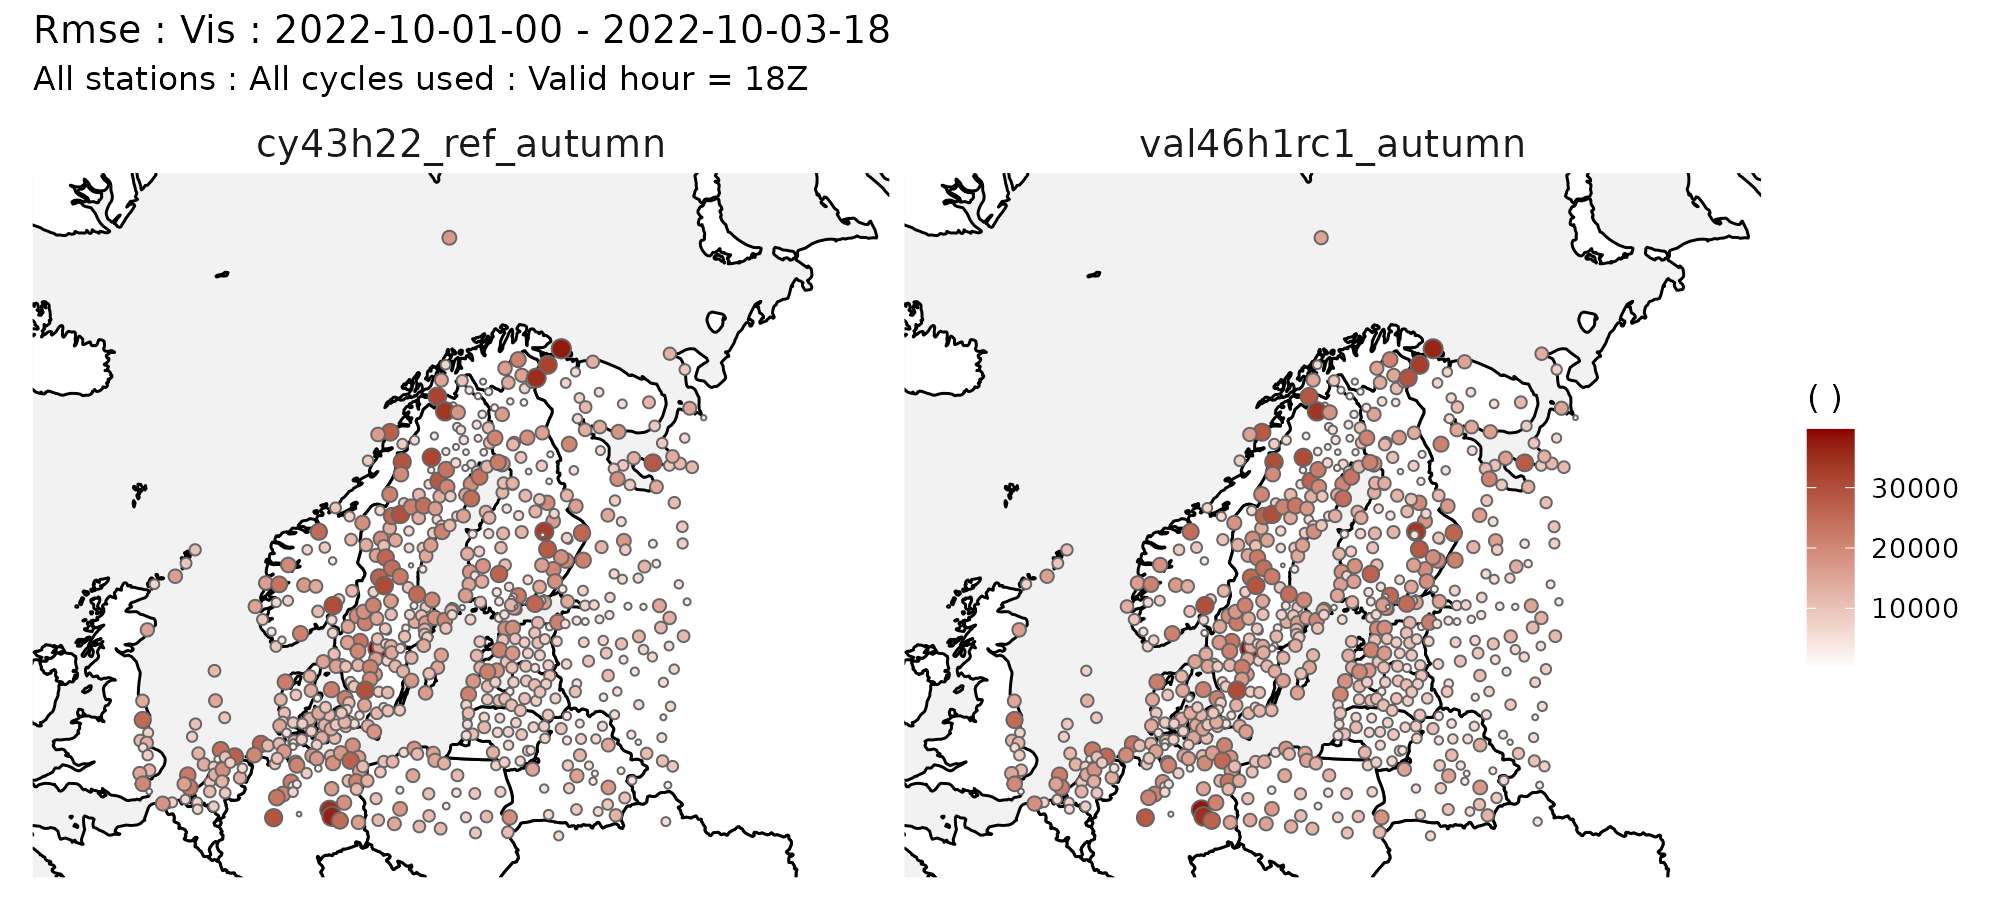 Rmse : Vis : 2022-10-01-00 - 2022-10-03-18
All stations : All cycles used : Valid hour = 18Z
cy43h22_ref_autumn
val46h1rc1_autumn
( )
30000
20000
10000